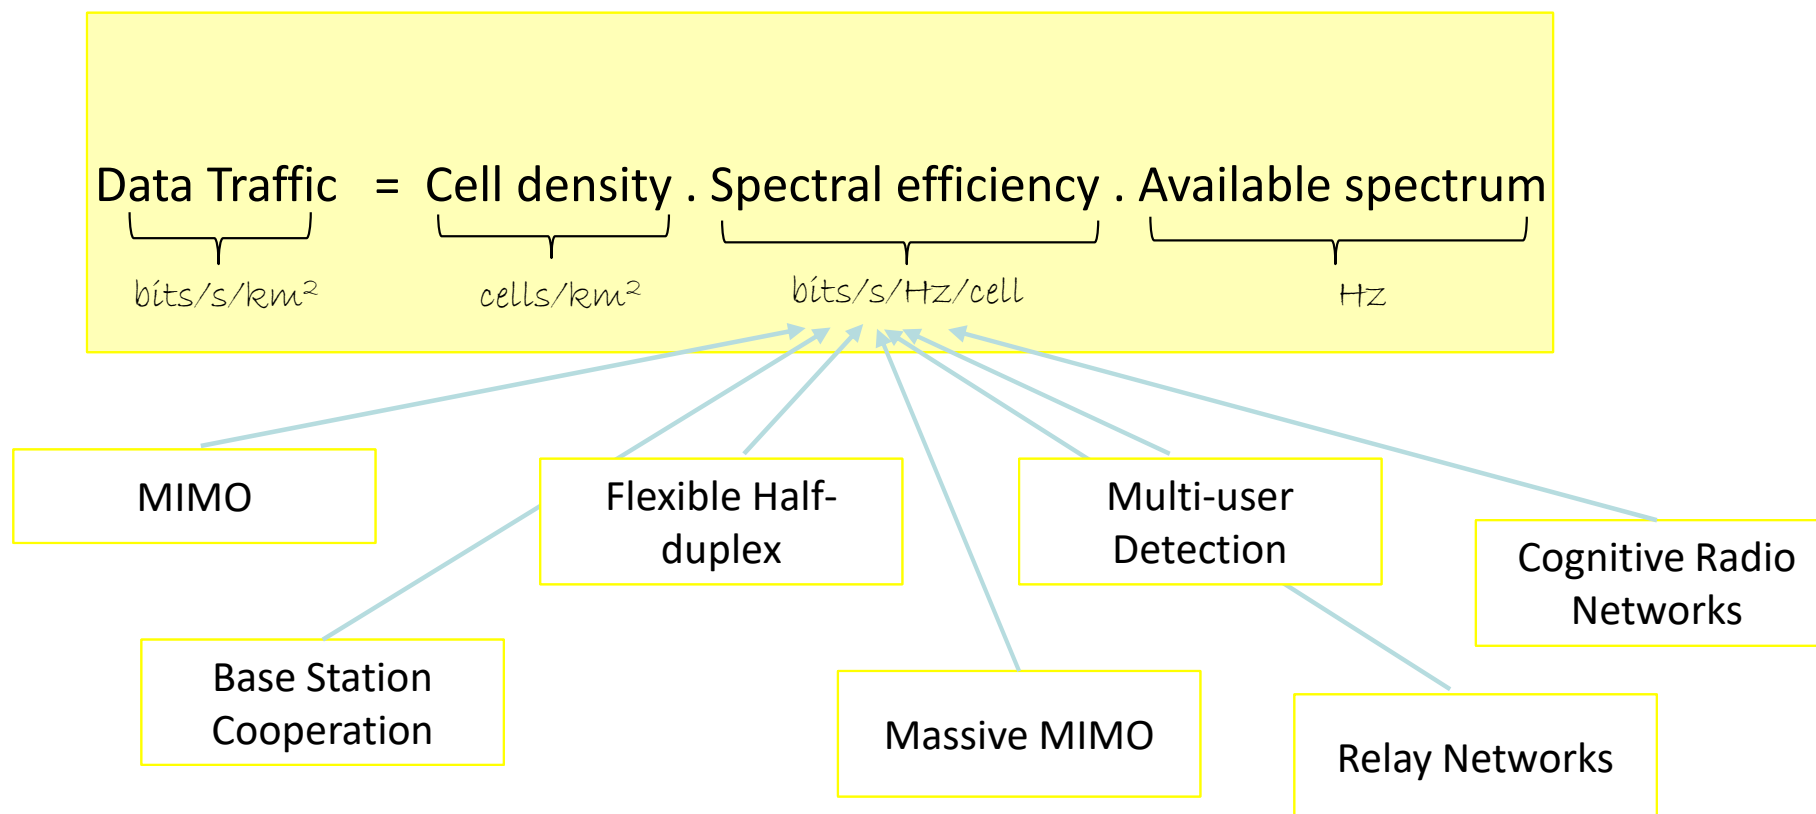 Data Traffic = Cell density . Spectral efficiency . Available spectrum
bits/s/km² cells/km² bits/s/Hz/cell Hz
MIMO
Flexible Half-
duplex
Multi-user
Detection
Cognitive Radio
Networks
Base Station
Cooperation
Massive MIMO
Relay Networks